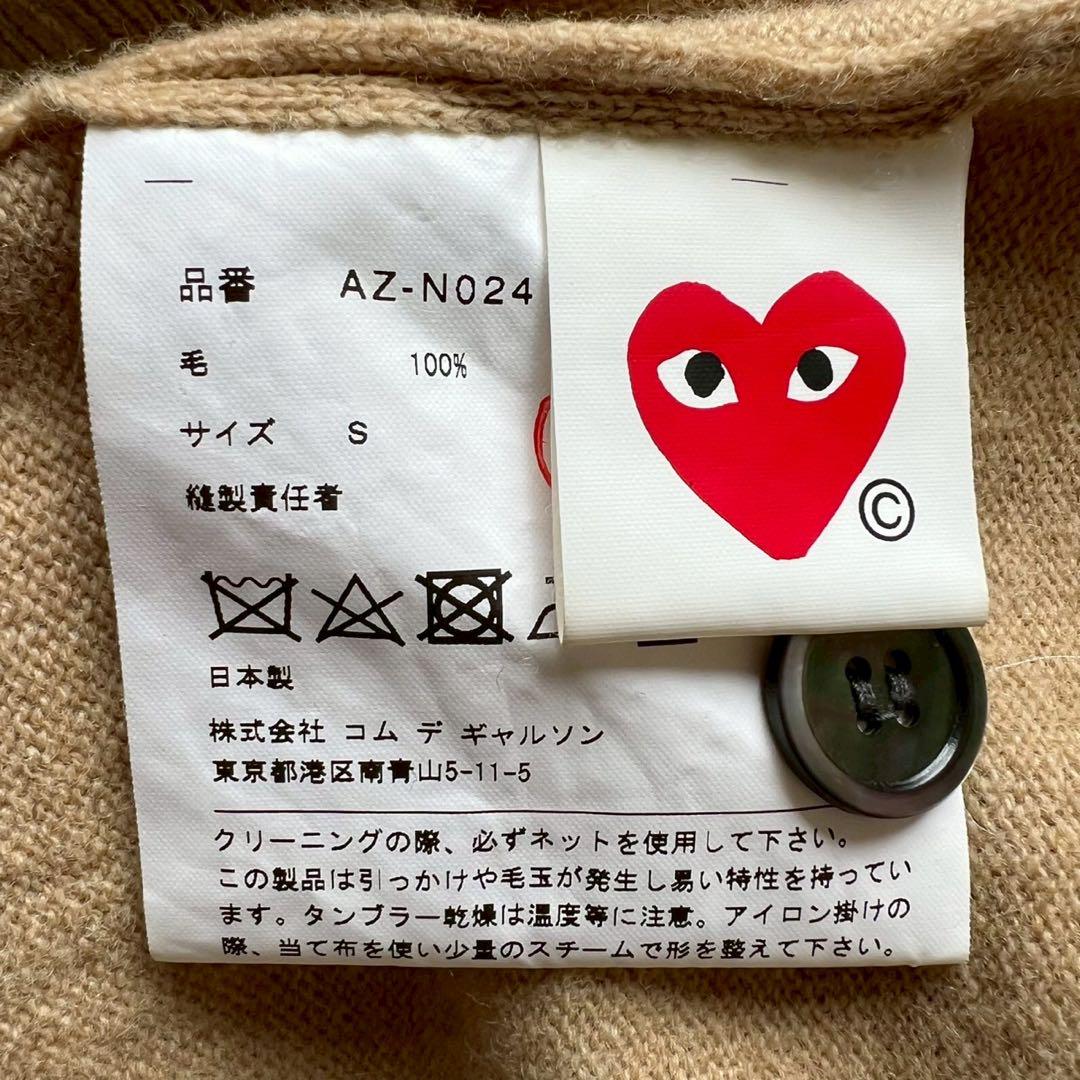 品番 AZ-N024
毛 100%
サイズ S
縫製責任者
©
日本製
株式会社 コム デ ギャルソン
東京都港区南青山5-11-5
クリーニングの際、必ずネットを使用して下さい。
この製品は引っかけや毛玉が発生し易い特性を持ってい
ます。タンブラー乾燥は温度等に注意。アイロン掛けの
際、当て布を使い少量のスチームで形を整えて下さい。